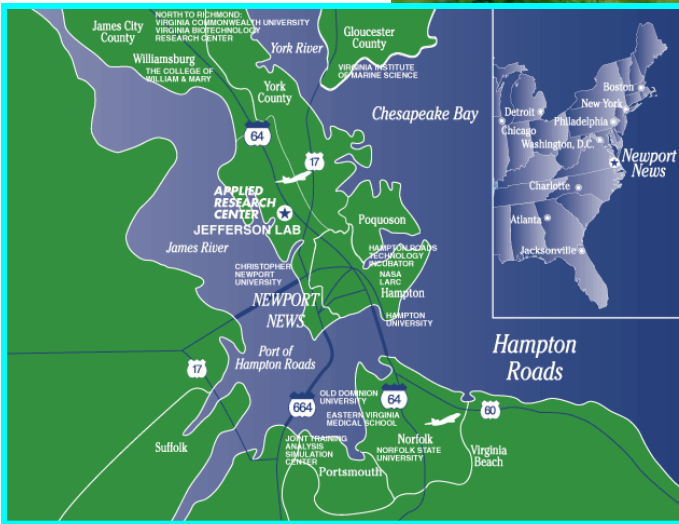 NORTH TO RICHMOND:
VIRGINIA COMMONWEALTH UNIVERSITY
VIRGINIA BIOTECHNOLOGY
RESEARCH CENTER
James City
County
Williamsburg
THE COLLEGE OF
WILLIAM & MARY
York River
Gloucester
County
VIRGINIA INSTITUTE
OF MARINE SCIENCE
York
County
Chesapeake Bay
64
17
APPLIED
RESEARCH
CENTER
JEFFERSON LAB
James River
Poquoson
HAMPTON ROADS
TECHNOLOGY
INCUBATOR
NASA
LARC
Hampton
HAMPTON
UNIVERSITY
CHRISTOPHER
NEWPORT
UNIVERSITY
NEWPORT
NEWS
Port of
Hampton Roads
17
664
OLD DOMINION
UNIVERSITY
EASTERN VIRGINIA
MEDICAL SCHOOL
64
60
Hampton
Roads
Suffolk
JOINT TRAINING
ANALYSIS
SIMULATION
CENTER
Portsmouth
Norfolk
NORFOLK STATE
UNIVERSITY
Virginia
Beach
Boston
New York
Detroit
Chicago
Philadelphia
Washington, D.C.
Newport
News
Charlotte
Atlanta
Jacksonville